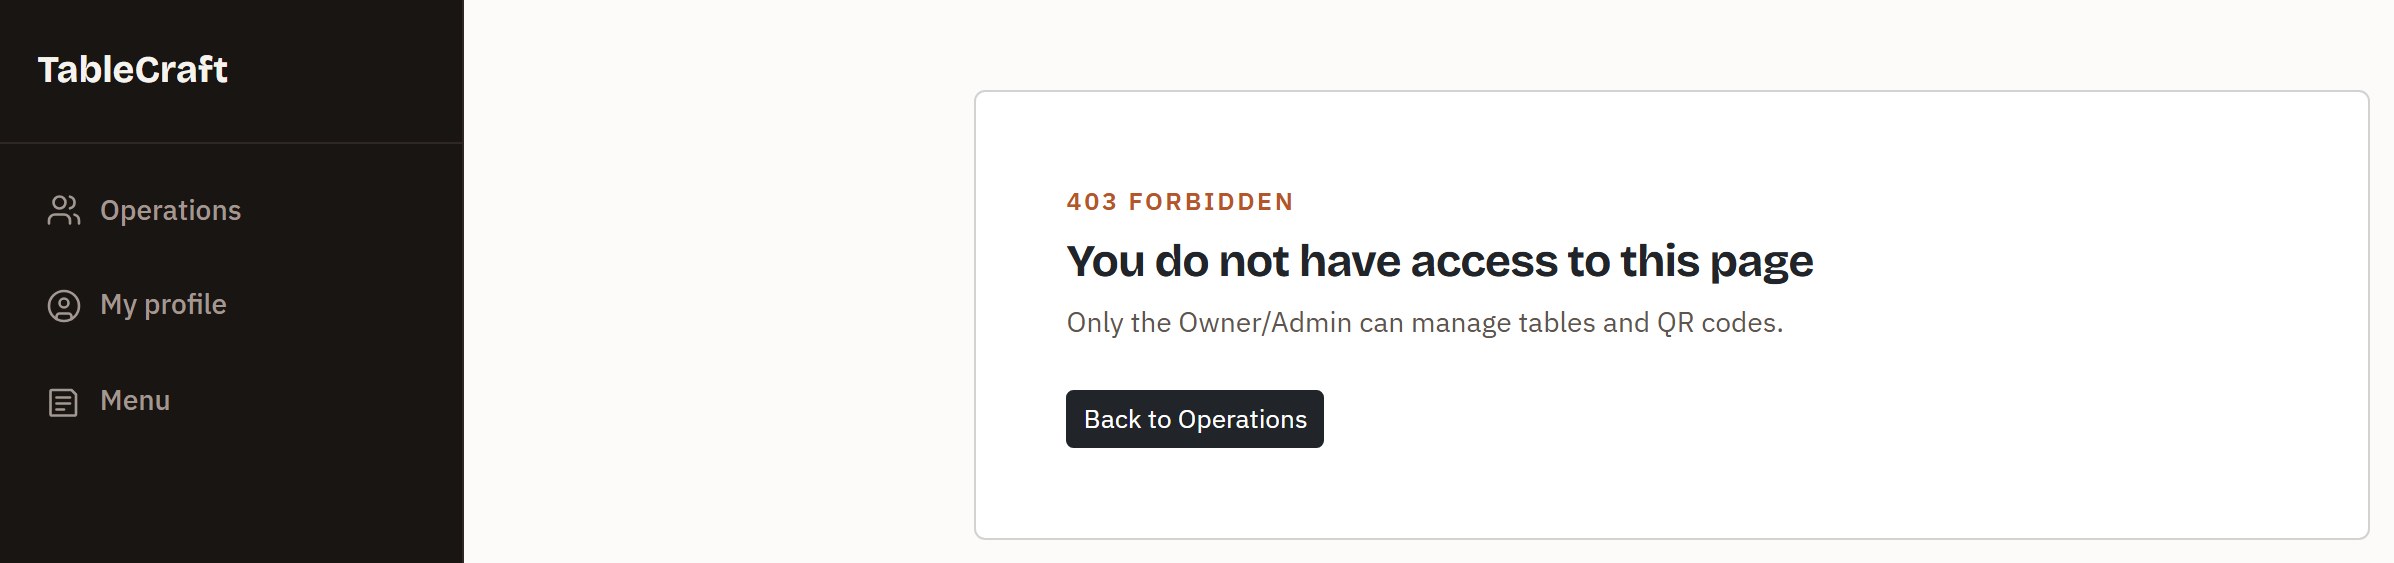 TableCraft
Operations
My profile
Menu
403 FORBIDDEN
You do not have access to this page
Only the Owner/Admin can manage tables and QR codes.
Back to Operations